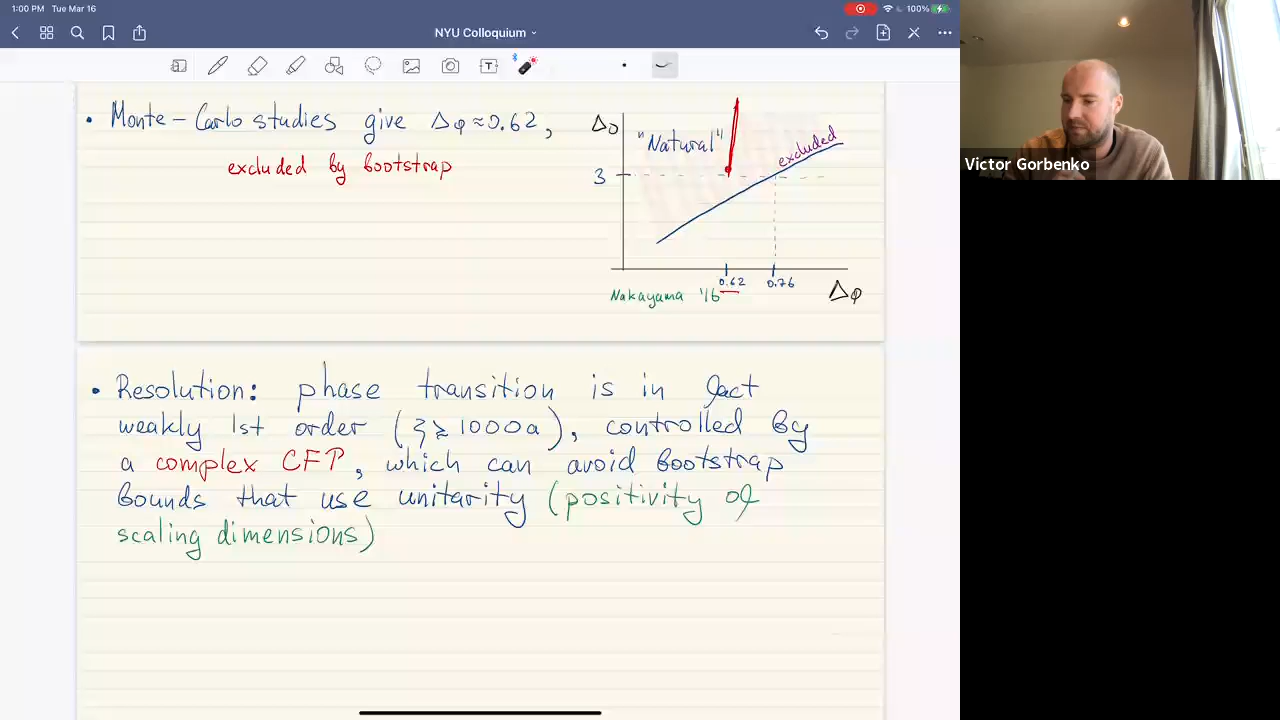 1:00 PM Tue Mar 16
100%
NYU Colloquium
T
• Monte-Carlo studies give Δφ≈0.62,
excluded by bootstrap
ΔO
"Natural"
excluded
3
0.62
0.76
Δφ
Nakayama '16
• Resolution: phase transition is in fact
weakly 1st order (ξ≳1000a), controlled by
a complex CFT, which can avoid bootstrap
bounds that use unitarity (positivity of
scaling dimensions)
Victor Gorbenko